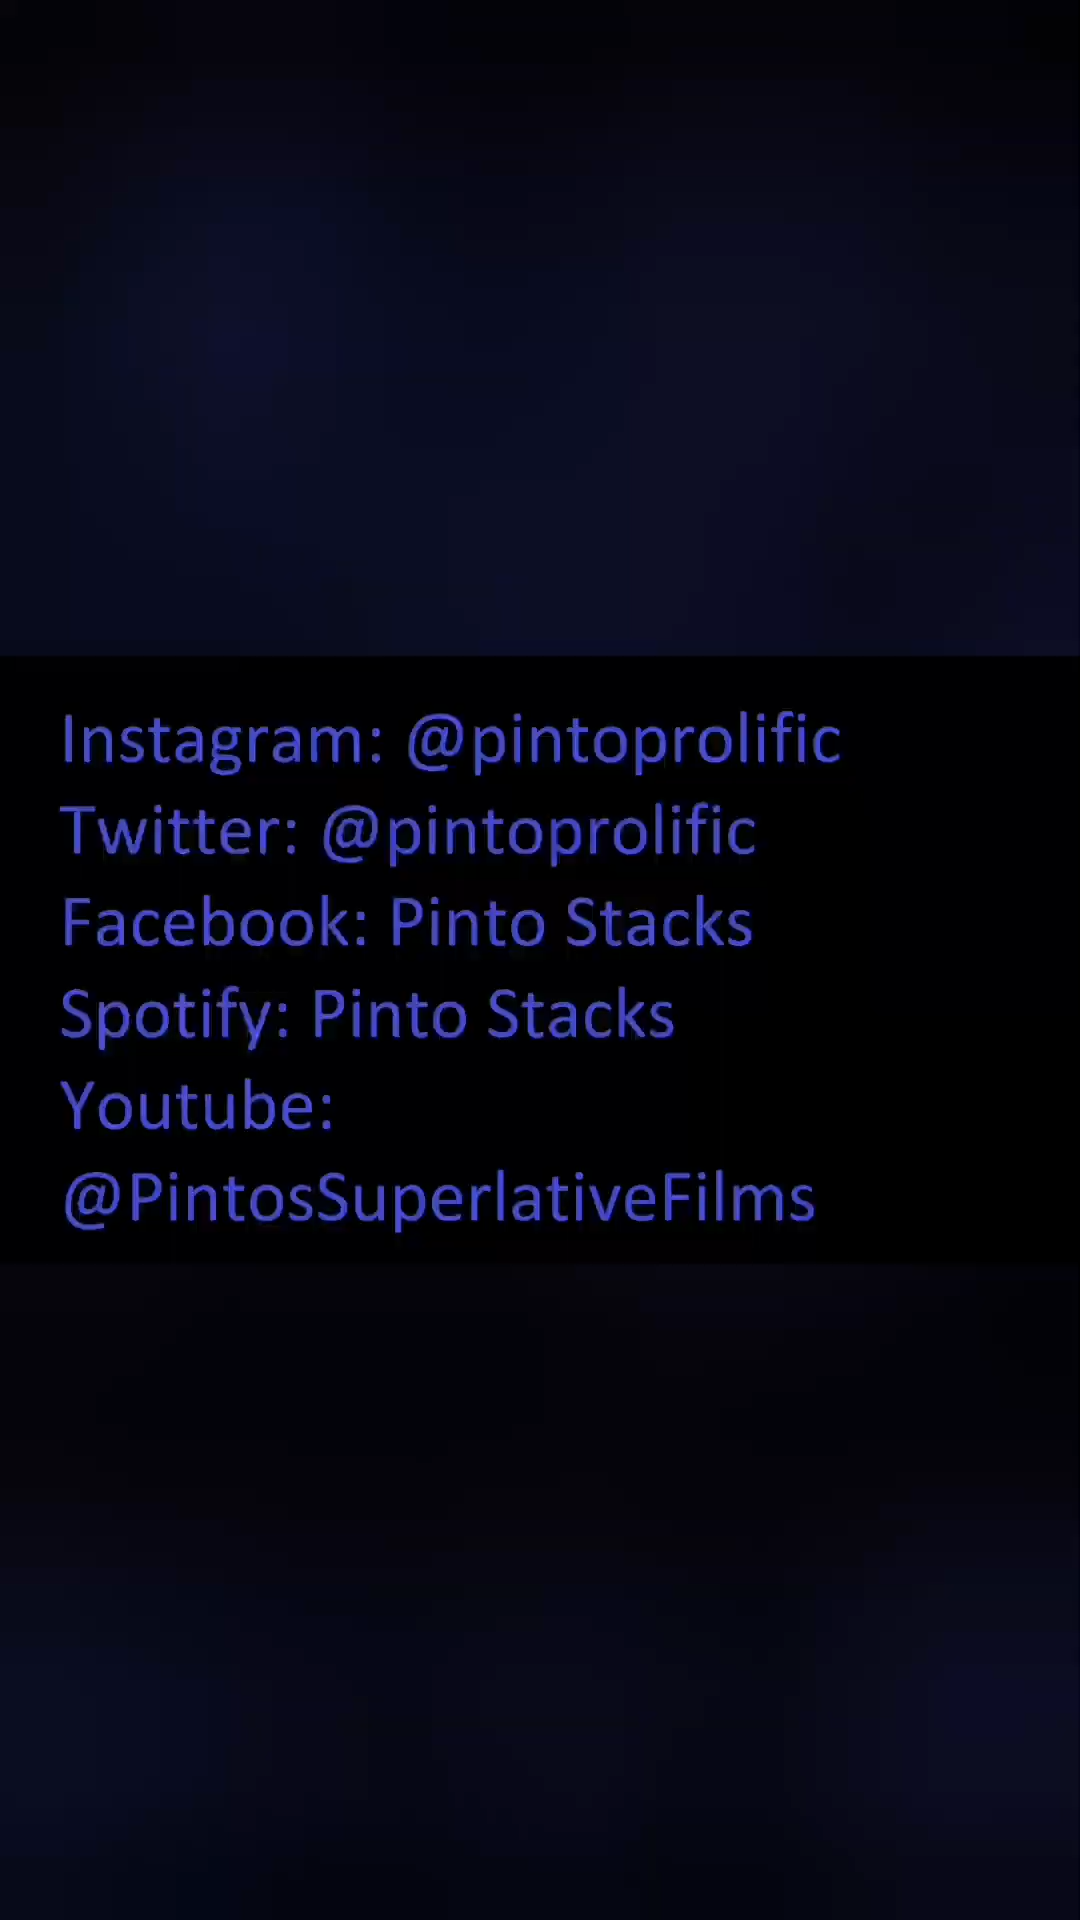 Instagram: @pintoprolific
Twitter: @pintoprolific
Facebook: Pinto Stacks
Spotify: Pinto Stacks
Youtube:
@PintosSuperlativeFilms